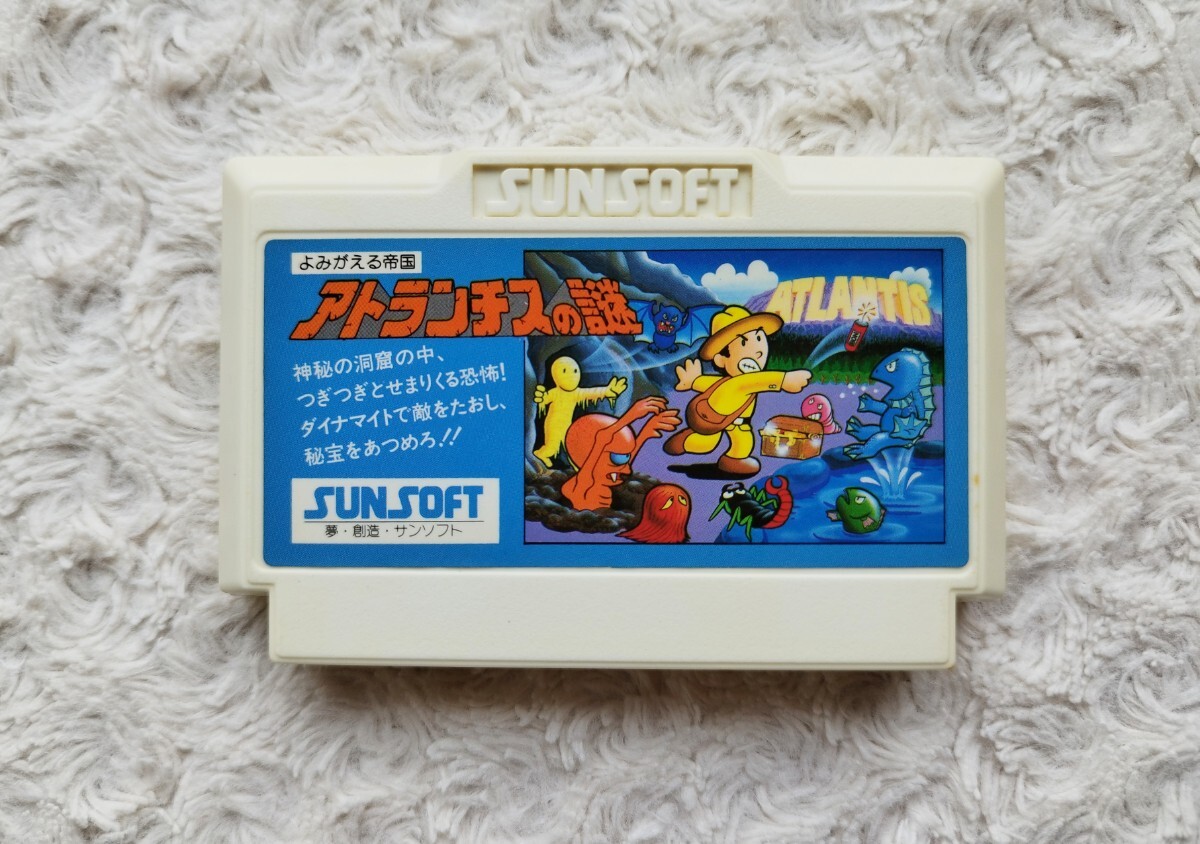 SUNSOFT
よみがえる帝国
アトランチスの謎
神秘の洞窟の中、
つぎつぎとせまりくる恐怖!
ダイナマイトで敵をたおし、
秘宝をあつめろ!!
SUNSOFT
夢・創造・サンソフト
ATLANTIS